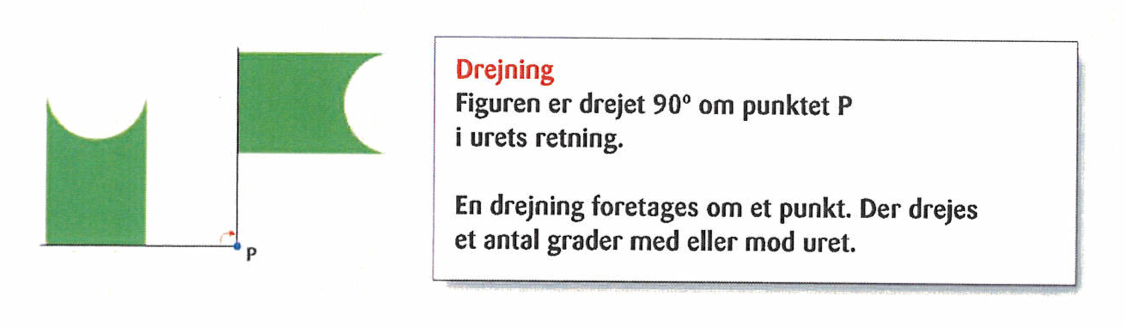 P
Drejning
Figuren er drejet 90° om punktet P
i urets retning.
En drejning foretages om et punkt. Der drejes
et antal grader med eller mod uret.